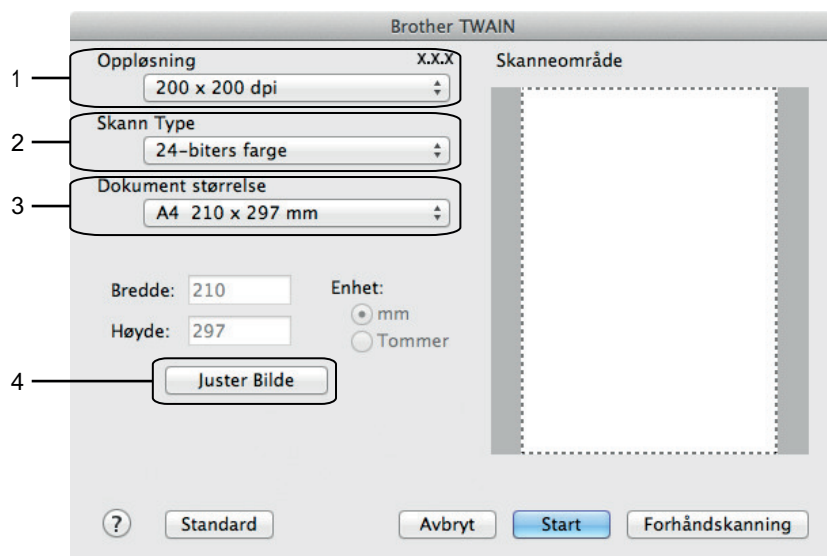 Brother TWAIN
1
Oppløsning X.X.X
200 x 200 dpi
2
Skann Type
24-biters farge
3
Dokument størrelse
A4 210 x 297 mm
Skanneområde
Bredde: 210
Høyde: 297
Enhet:
mm
Tommer
4
Juster Bilde
? Standard Avbryt Start Forhåndskanning